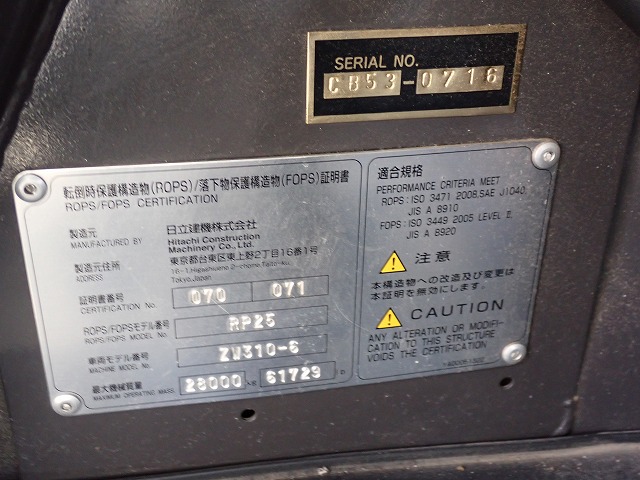 SERIAL NO.
CB53-0716
転倒時保護構造物(ROPS)/落下物保護構造物(FOPS)証明書
ROPS/FOPS CERTIFICATION
製造元 日立建機株式会社
MANUFACTURED BY Hitachi Construction
Machinery Co., Ltd.
製造元住所 東京都台東区東上野2丁目16番1号
ADDRESS 16-1,Higashiueno 2-chome,Taito-ku,
Tokyo,Japan
証明書番号 070 071
CERTIFICATION No.
ROPS/FOPSモデル番号 RP25
ROPS/FOPS MODEL
車両モデル番号 ZW310-6
MACHINE MODEL No.
最大機械質量 28000 kg 61729 lb
MAXIMUM OPERATING MASS
適合規格
PERFORMANCE CRITERIA MEET
ROPS : ISO 3471 2008,SAE J1040,
JIS A 8910
FOPS : ISO 3449 2005 LEVEL Ⅱ,
JIS A 8920
注意
本構造物への改造及び変更は
本証明を無効にします。
CAUTION
ANY ALTERATION OR MODIFI-
CATION TO THIS STRUCTURE
VOIDS THE CERTIFICATION